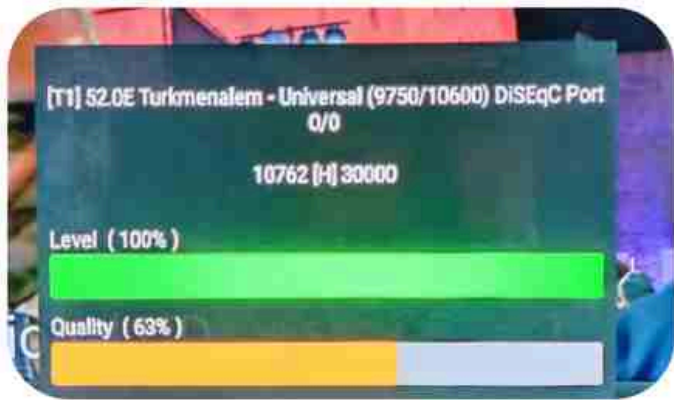 [T1] 52.0E Turkmenalem - Universal (9750/10600) DiSEqC Port
0/0
10762 [H] 30000
Level ( 100% )
Quality ( 63% )